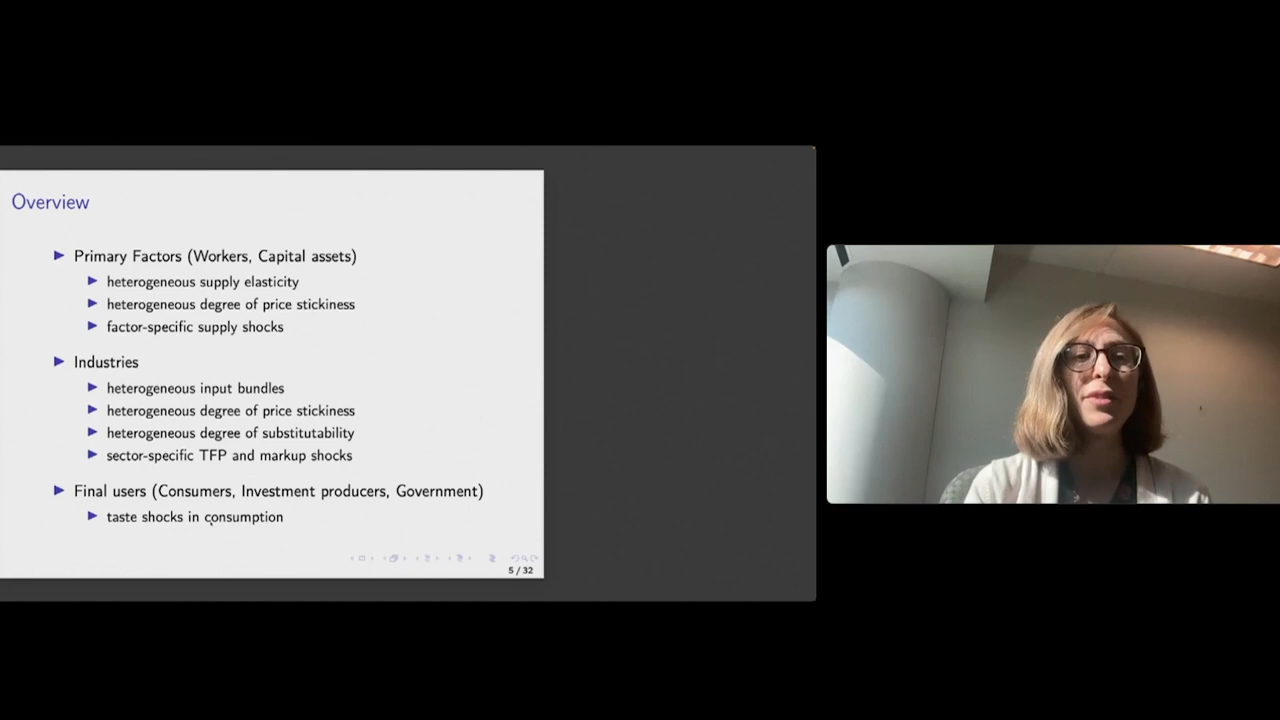 Overview
Primary Factors (Workers, Capital assets)
heterogeneous supply elasticity
heterogeneous degree of price stickiness
factor-specific supply shocks
Industries
heterogeneous input bundles
heterogeneous degree of price stickiness
heterogeneous degree of substitutability
sector-specific TFP and markup shocks
Final users (Consumers, Investment producers, Government)
taste shocks in consumption
5 / 32